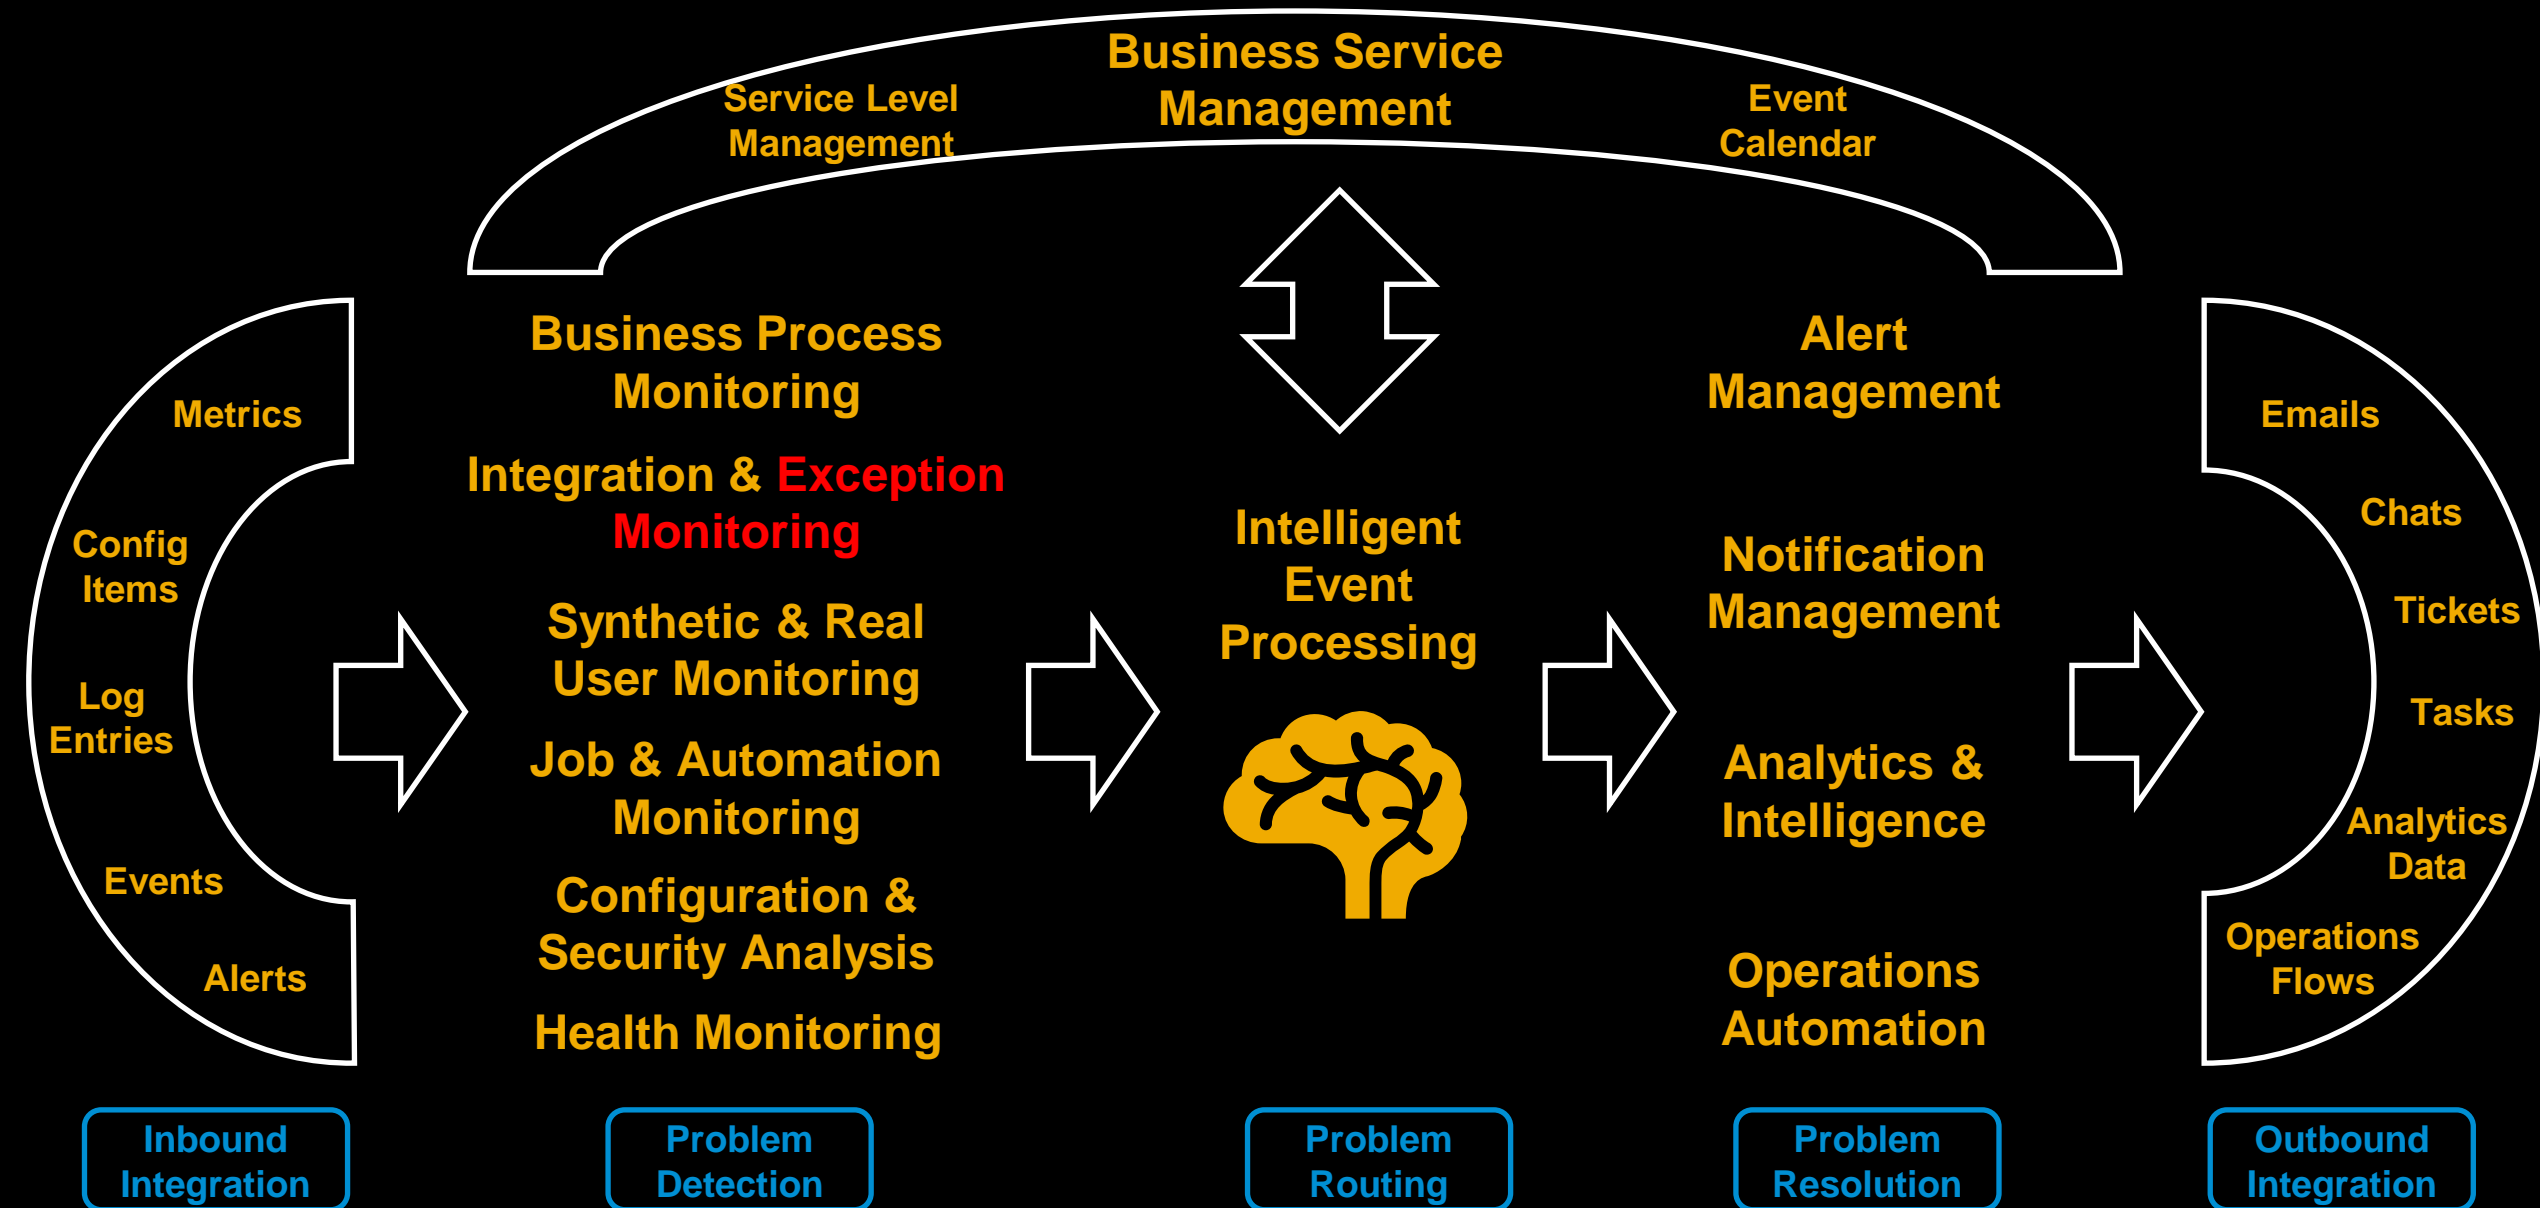 Business Service
Management
Service Level
Management
Event
Calendar
Metrics
Config
Items
Log
Entries
Events
Alerts
Business Process
Monitoring
Integration & Exception
Monitoring
Synthetic & Real
User Monitoring
Job & Automation
Monitoring
Configuration &
Security Analysis
Health Monitoring
Intelligent
Event
Processing
Alert
Management
Notification
Management
Analytics &
Intelligence
Operations
Automation
Emails
Chats
Tickets
Tasks
Analytics
Data
Operations
Flows
Inbound
Integration
Problem
Detection
Problem
Routing
Problem
Resolution
Outbound
Integration